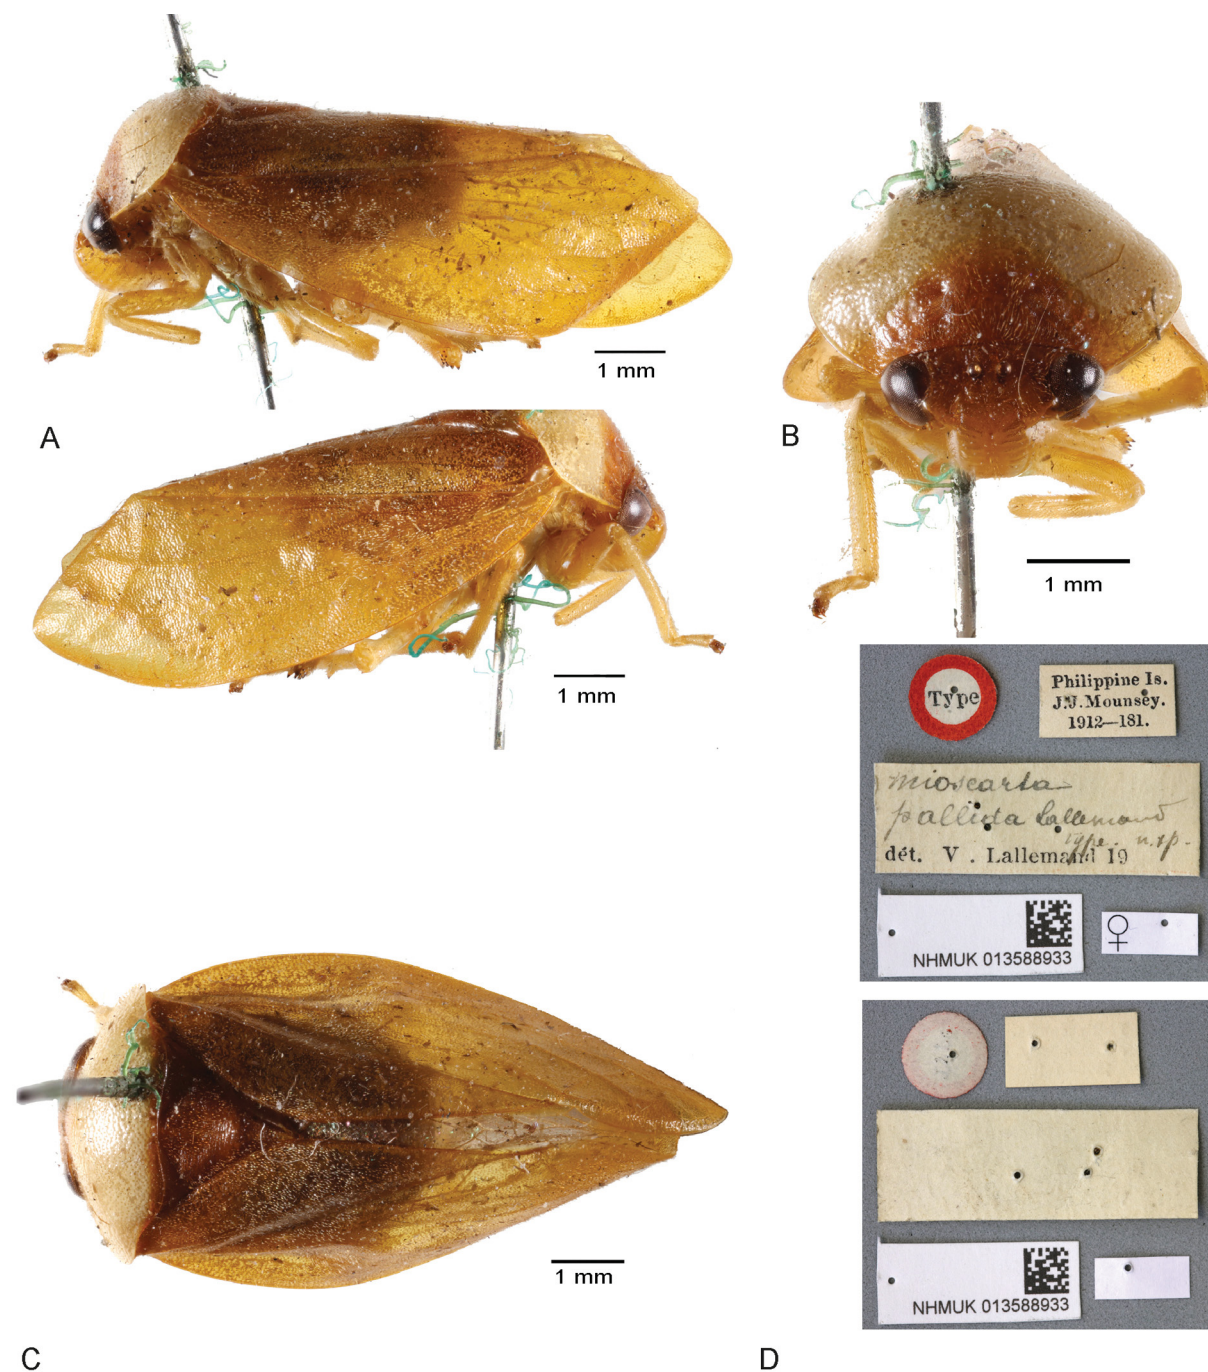 1 mm
A
1 mm
B
1 mm
Type
Philippine Is.
J.J.Mounsey.
1912—181.
mioscarta
pallida Lallemand
type. n.sp.
dét. V. Lallemand 19
NHMUK 013588933
♀
1 mm
NHMUK 013588933
C
D